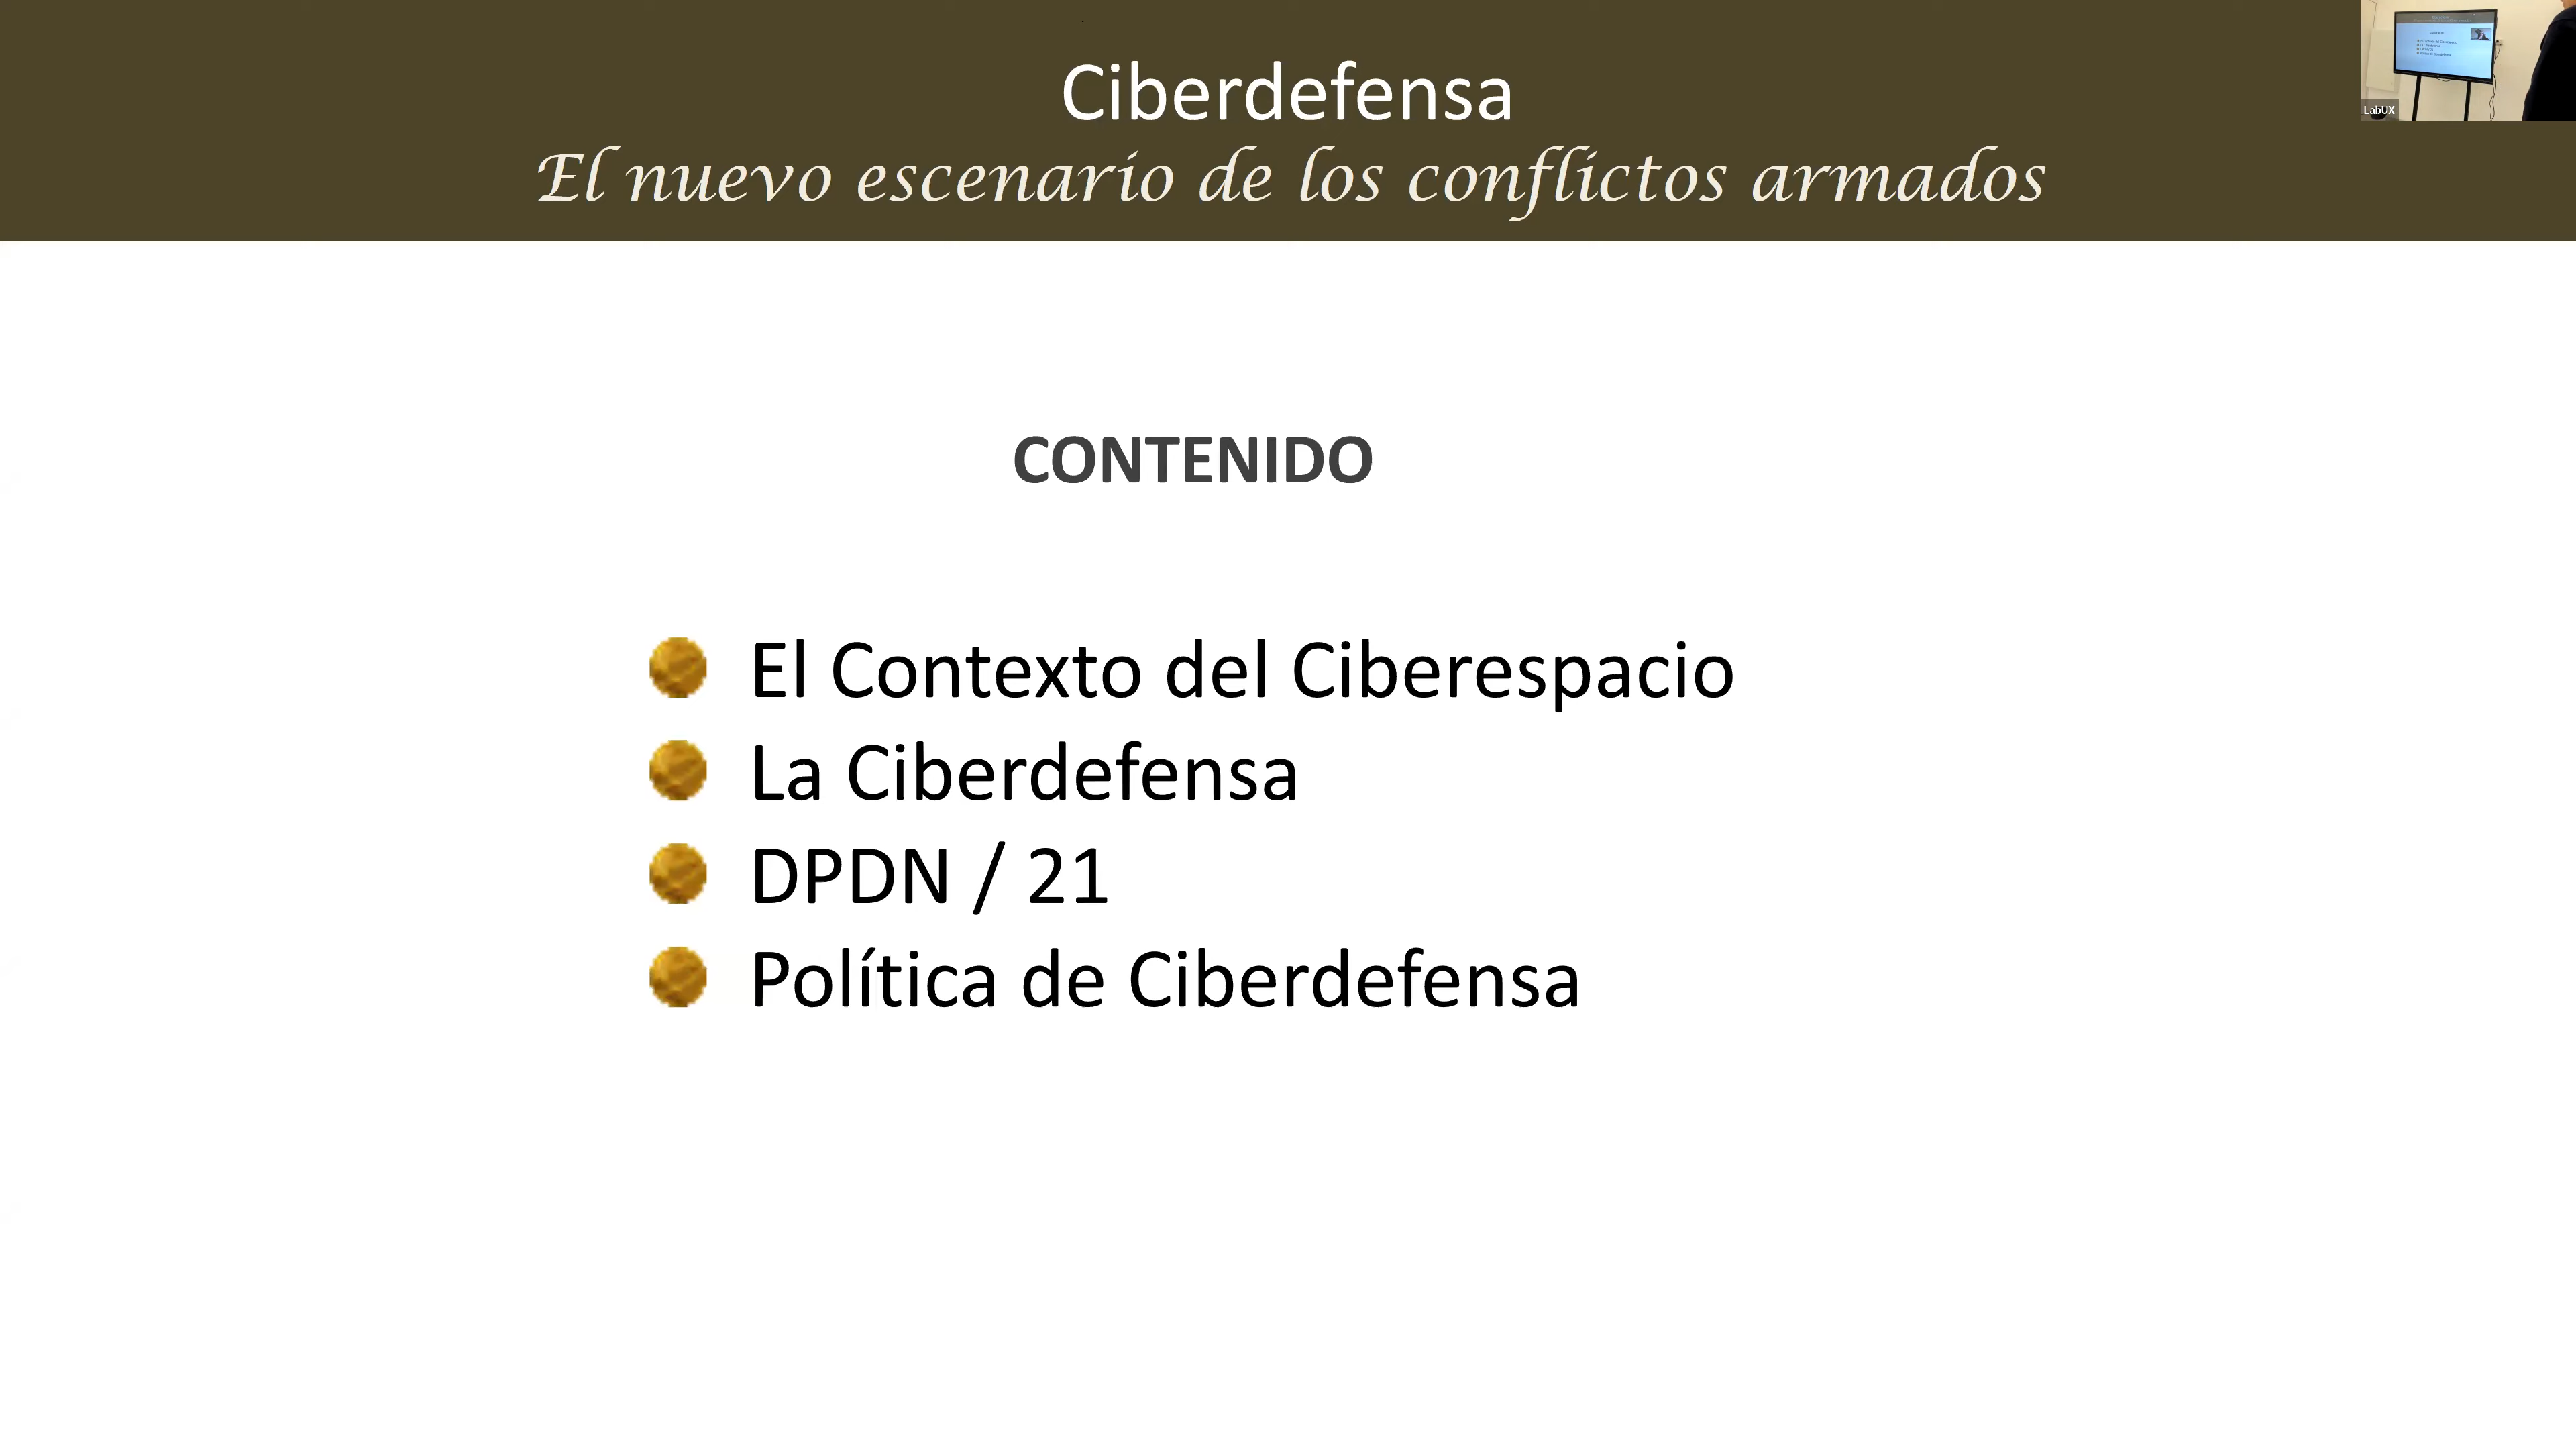 Ciberdefensa
El nuevo escenario de los conflictos armados
LabUX
CONTENIDO
El Contexto del Ciberespacio
La Ciberdefensa
DPDN / 21
Política de Ciberdefensa